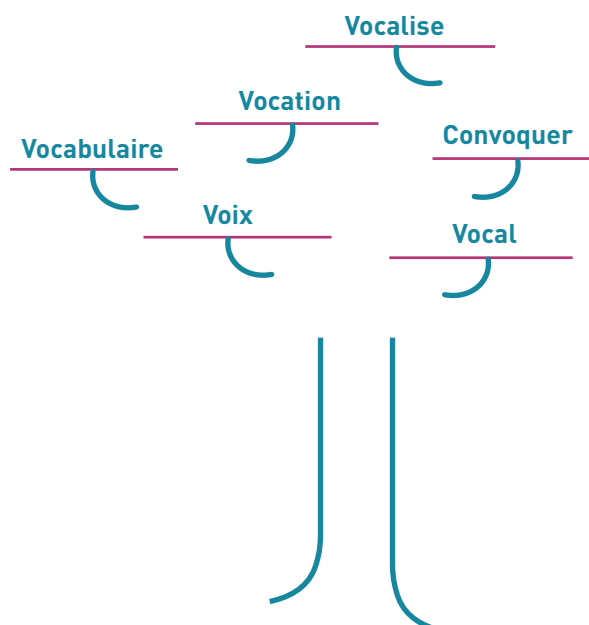 Vocalise
Vocation
Convoquer
Vocabulaire
Voix
Vocal